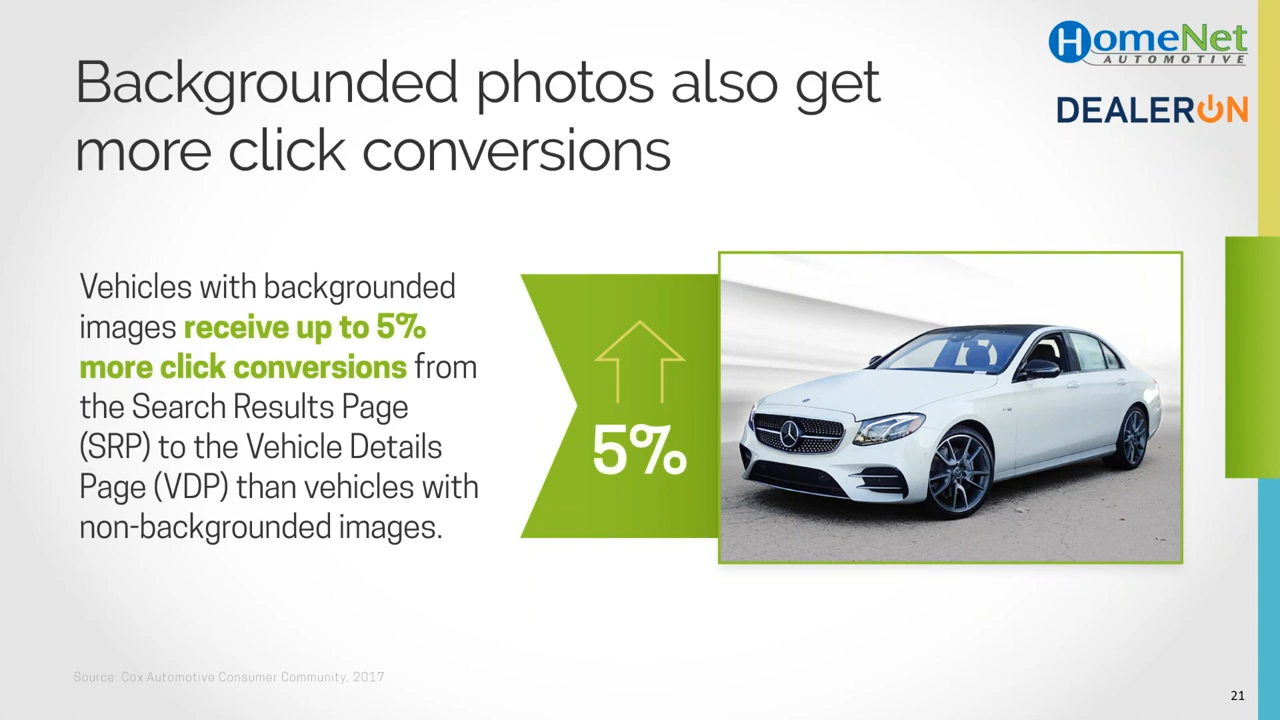 Backgrounded photos also get
more click conversions
HomeNet
AUTOMOTIVE
DEALERON
Vehicles with backgrounded
images receive up to 5%
more click conversions from
the Search Results Page
(SRP) to the Vehicle Details
Page (VDP) than vehicles with
non-backgrounded images.
5%
Source: Cox Automotive Consumer Community, 2017
21